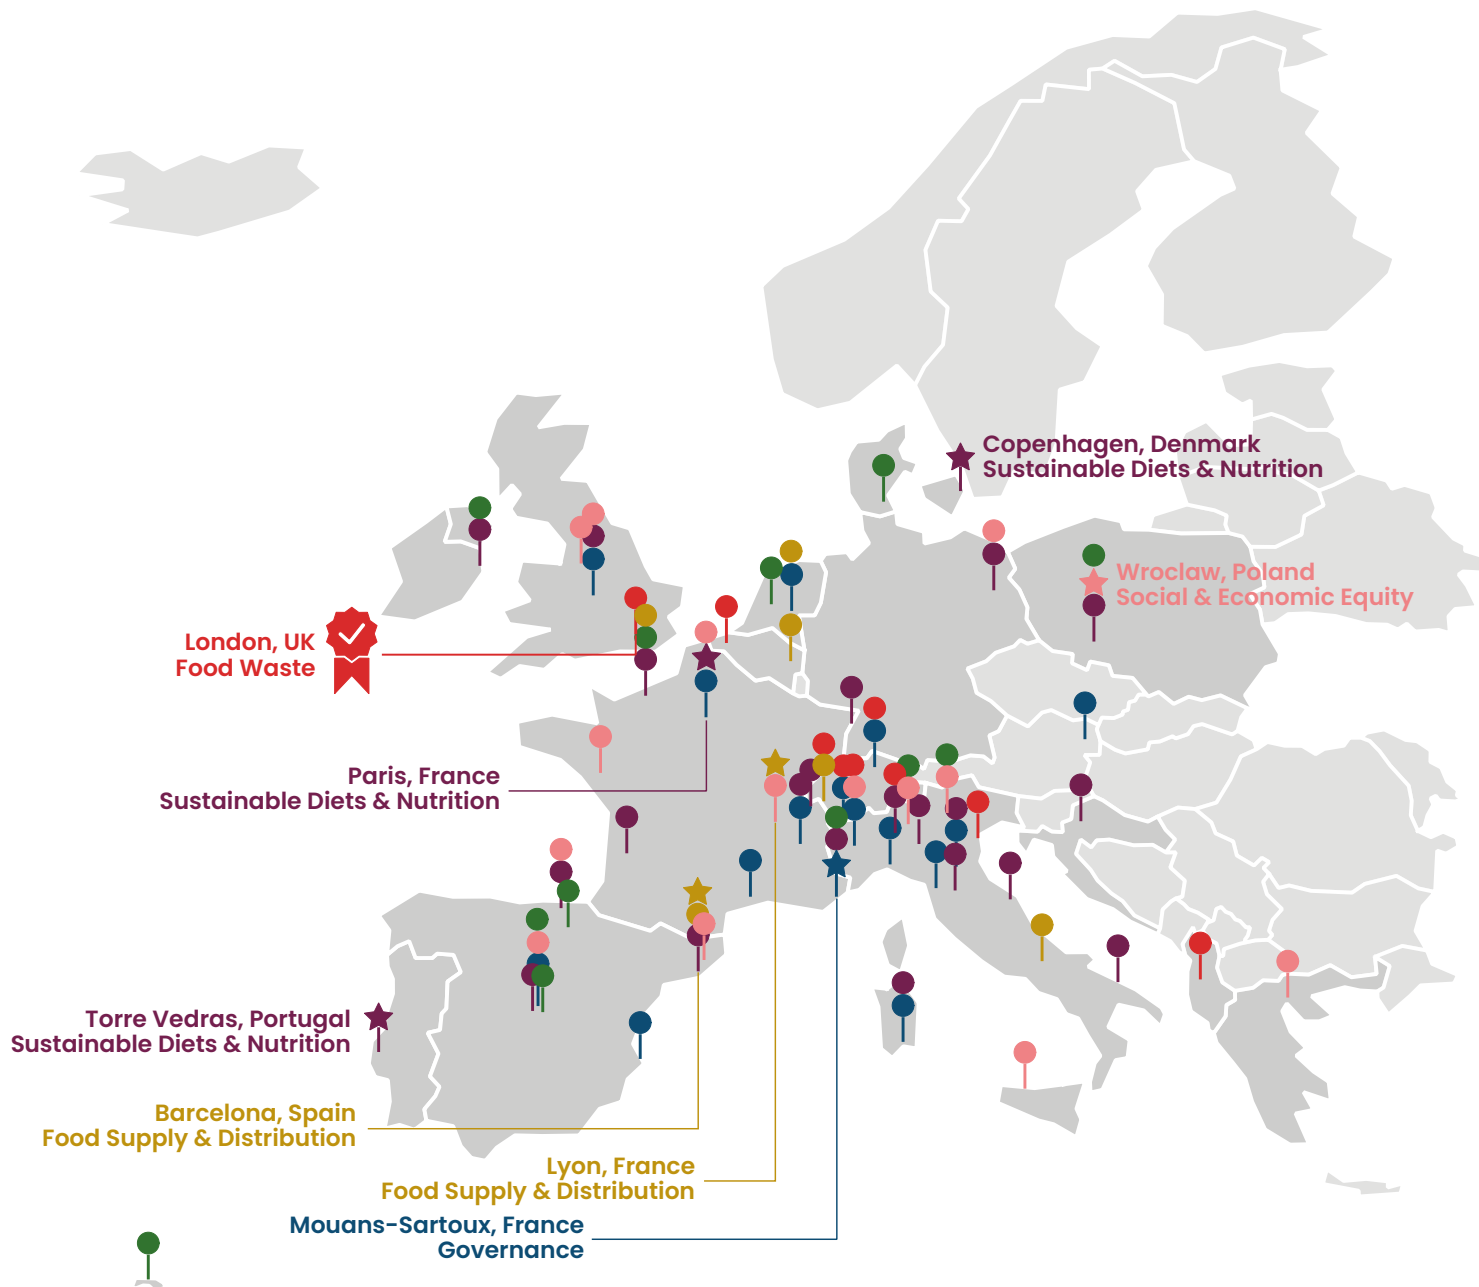 Copenhagen, Denmark
Sustainable Diets & Nutrition
Wroclaw, Poland
Social & Economic Equity
London, UK
Food Waste
Paris, France
Sustainable Diets & Nutrition
Torre Vedras, Portugal
Sustainable Diets & Nutrition
Barcelona, Spain
Food Supply & Distribution
Lyon, France
Food Supply & Distribution
Mouans-Sartoux, France
Governance